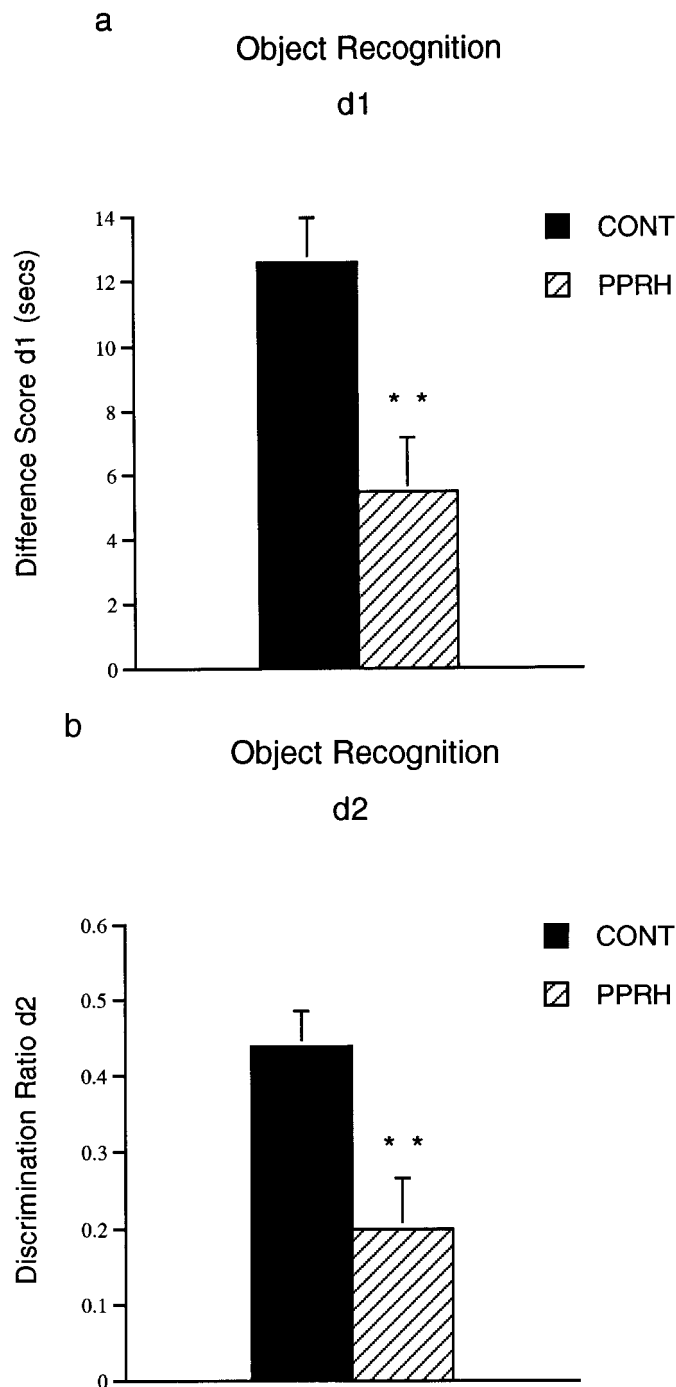 a
Object Recognition
d1
14
12
10
8
6
4
2
0
Difference Score d1 (secs)
CONT
PPRH
* *
b
Object Recognition
d2
0.6
0.5
0.4
0.3
0.2
0.1
0
Discrimination Ratio d2
CONT
PPRH
* *